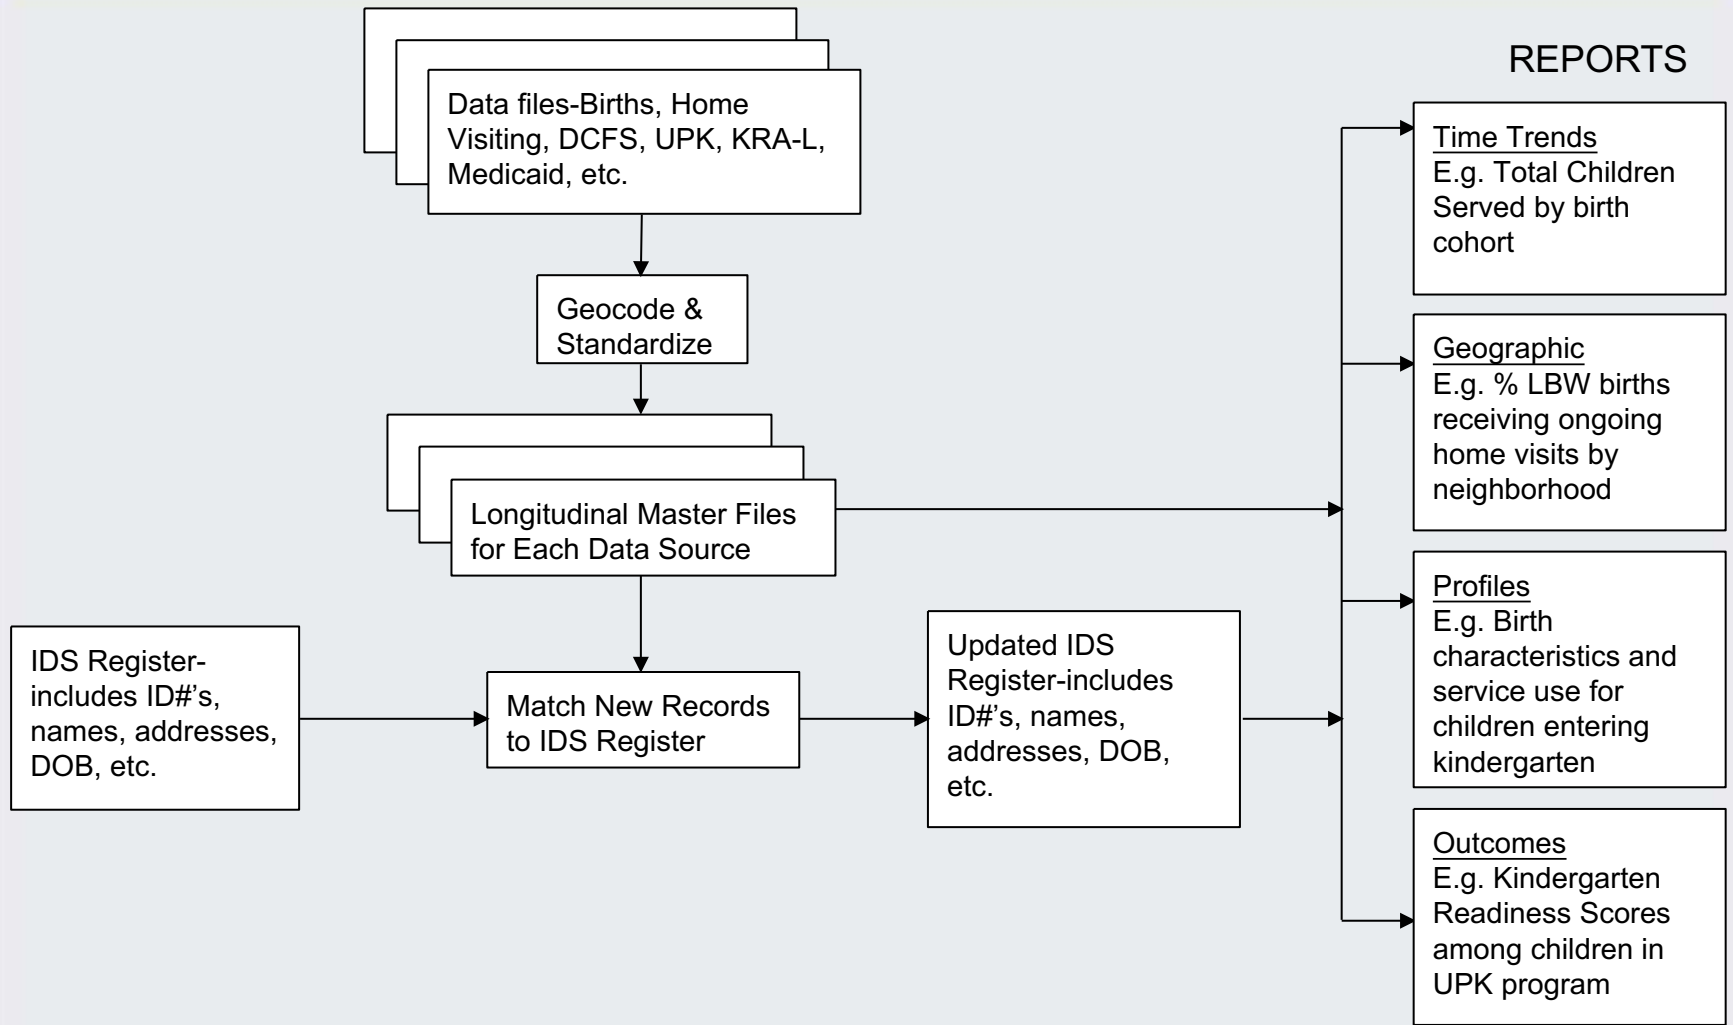 Data files-Births, Home
Visiting, DCFS, UPK, KRA-L,
Medicaid, etc.
Geocode &
Standardize
Longitudinal Master Files
for Each Data Source
IDS Register-
includes ID#’s,
names, addresses,
DOB, etc.
Match New Records
to IDS Register
Updated IDS
Register-includes
ID#’s, names,
addresses, DOB,
etc.
REPORTS
Time Trends
E.g. Total Children
Served by birth
cohort
Geographic
E.g. % LBW births
receiving ongoing
home visits by
neighborhood
Profiles
E.g. Birth
characteristics and
service use for
children entering
kindergarten
Outcomes
E.g. Kindergarten
Readiness Scores
among children in
UPK program